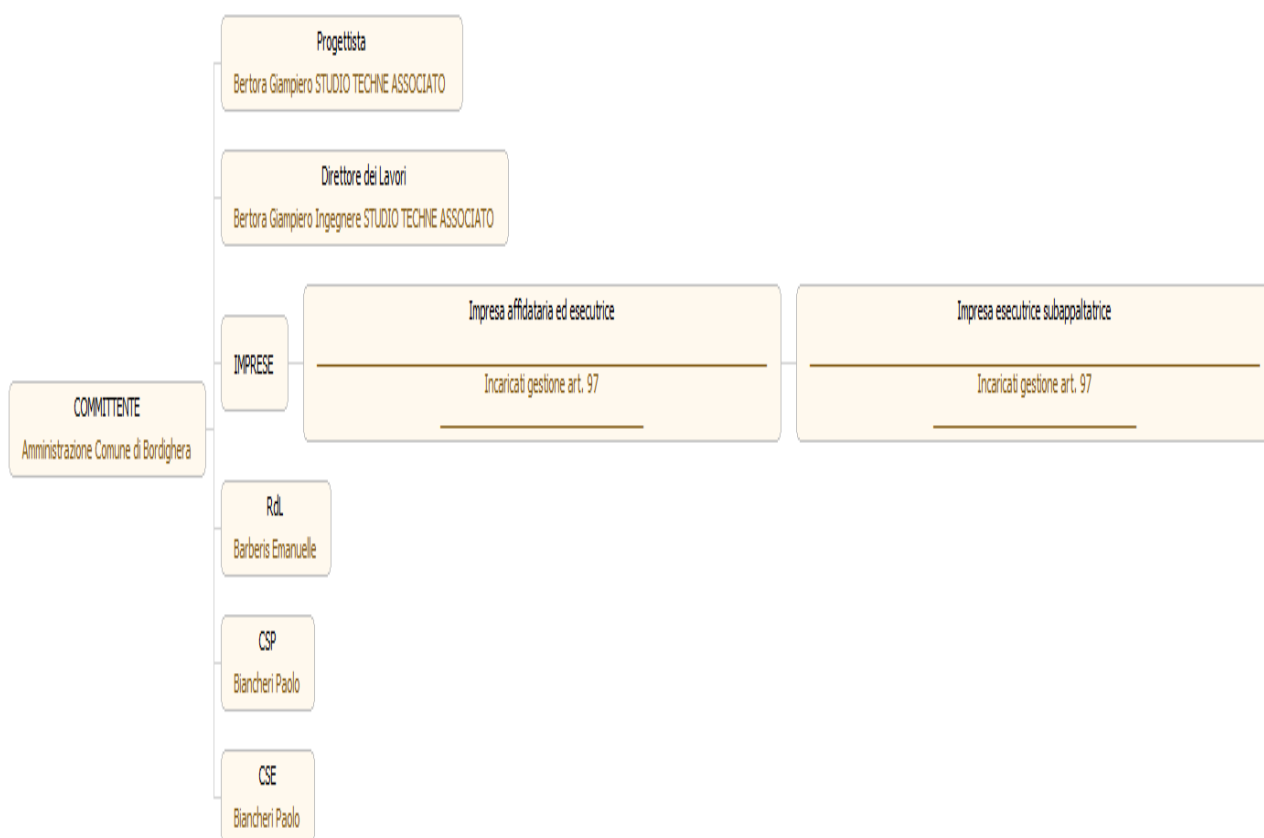 Progettista
Bertora Giampiero STUDIO TECHNE ASSOCIATO
Direttore dei Lavori
Bertora Giampiero Ingegnere STUDIO TECHNE ASSOCIATO
IMPRESE
Impresa affidataria ed esecutrice
Incaricati gestione art. 97
Impresa esecutrice subappaltatrice
Incaricati gestione art. 97
COMMITTENTE
Amministrazione Comune di Bordighera
RdL
Barberis Emanuelle
CSP
Biancheri Paolo
CSE
Biancheri Paolo